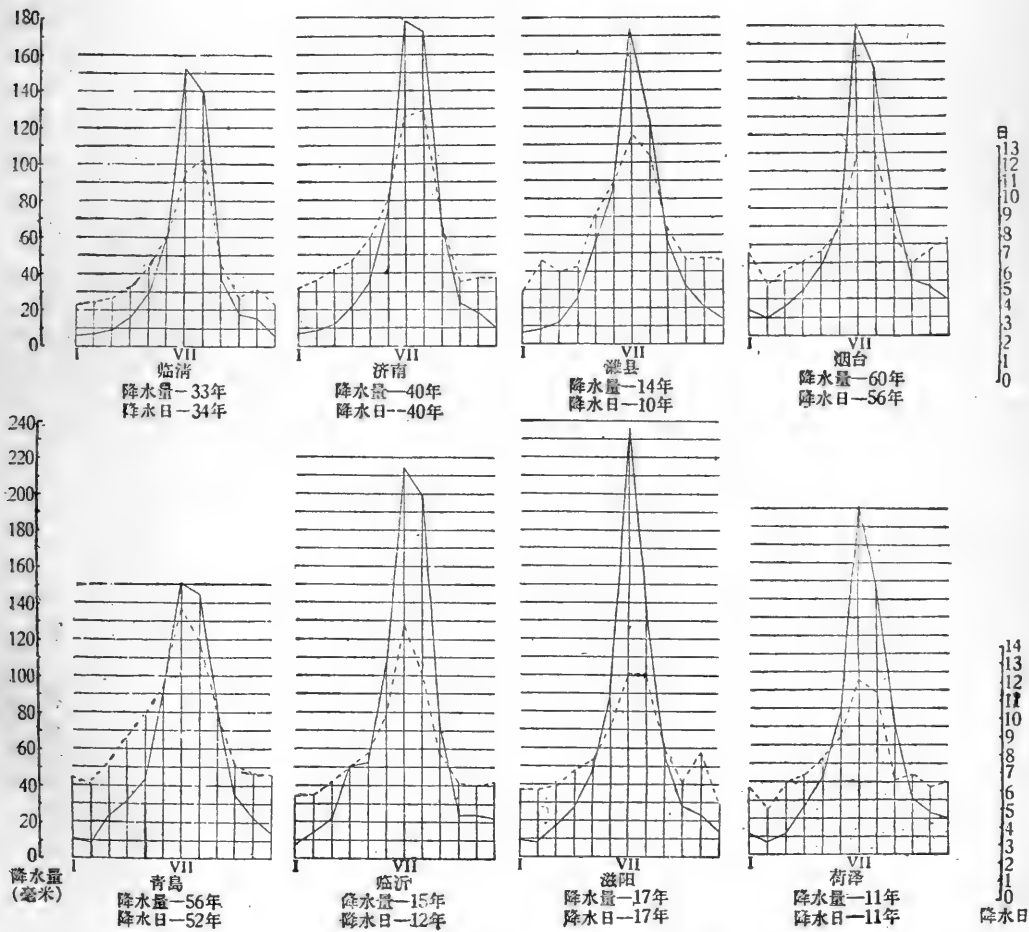 180
160
140
120
100
80
60
40
20
0
I VII
临清
降水量—33年
降水日—34年
I VII
济南
降水量—40年
降水日--40年
I VII
潍县
降水量—14年
降水日—10年
I VII
烟台
降水量—60年
降水日—56年
日
13
12
11
10
9
8
7
6
5
4
3
2
1
0
240
220
200
180
160
140
120
100
80
60
40
20
0
降水量
(毫米)
I VII
青島
降水量—56年
降水日—52年
I VII
临沂
降水量—15年
降水日—12年
I VII
滋阳
降水量—17年
降水日—17年
I VII
荷泽
降水量—11年
降水日—11年
14
13
12
11
10
9
8
7
6
5
4
3
2
1
0
降水日